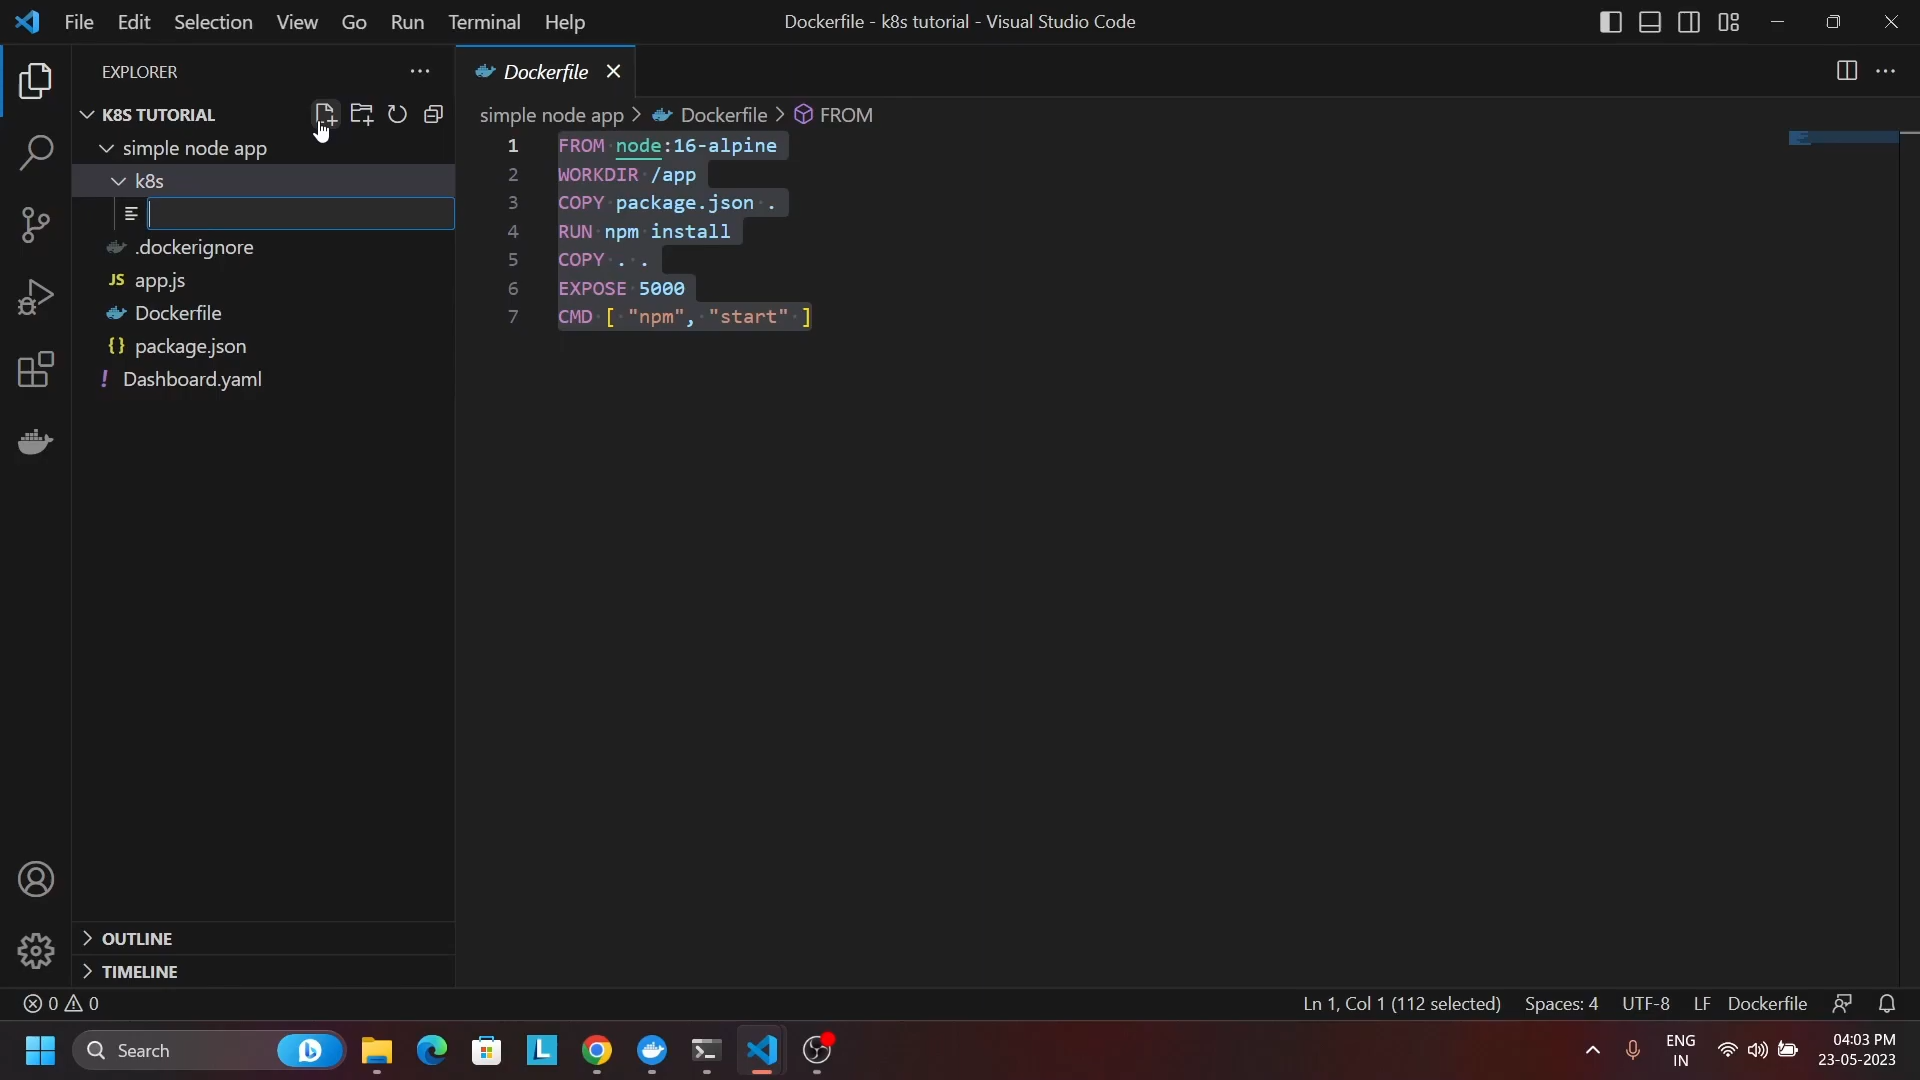 File Edit Selection View Go Run Terminal Help
Dockerfile - k8s tutorial - Visual Studio Code
EXPLORER
K8S TUTORIAL
simple node app
k8s
.dockerignore
JS app.js
Dockerfile
{} package.json
! Dashboard.yaml
OUTLINE
TIMELINE
Dockerfile
simple node app > Dockerfile > FROM
1 FROM node:16-alpine
2 WORKDIR /app
3 COPY package.json .
4 RUN npm install
5 COPY . .
6 EXPOSE 5000
7 CMD [ "npm", "start" ]
0 0
Ln 1, Col 1 (112 selected) Spaces: 4 UTF-8 LF Dockerfile
Search
L
ENG
IN
04:03 PM
23-05-2023